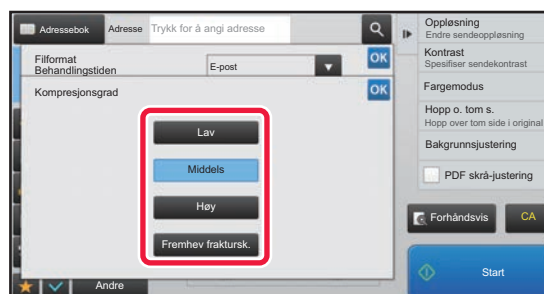 Adressebok
Adresse
Trykk for å angi adresse
Filformat
Behandlingstiden
E-post
OK
Kompresjonsgrad
OK
Lav
Middels
Høy
Fremhev fraktursk.
Andre
Oppløsning
Endre sendeoppløsning
Kontrast
Spesifiser sendekontrast
Fargemodus
Hopp o. tom s.
Hopp over tom side i original
Bakgrunnsjustering
PDF skrå-justering
Forhåndsvis
CA
Start